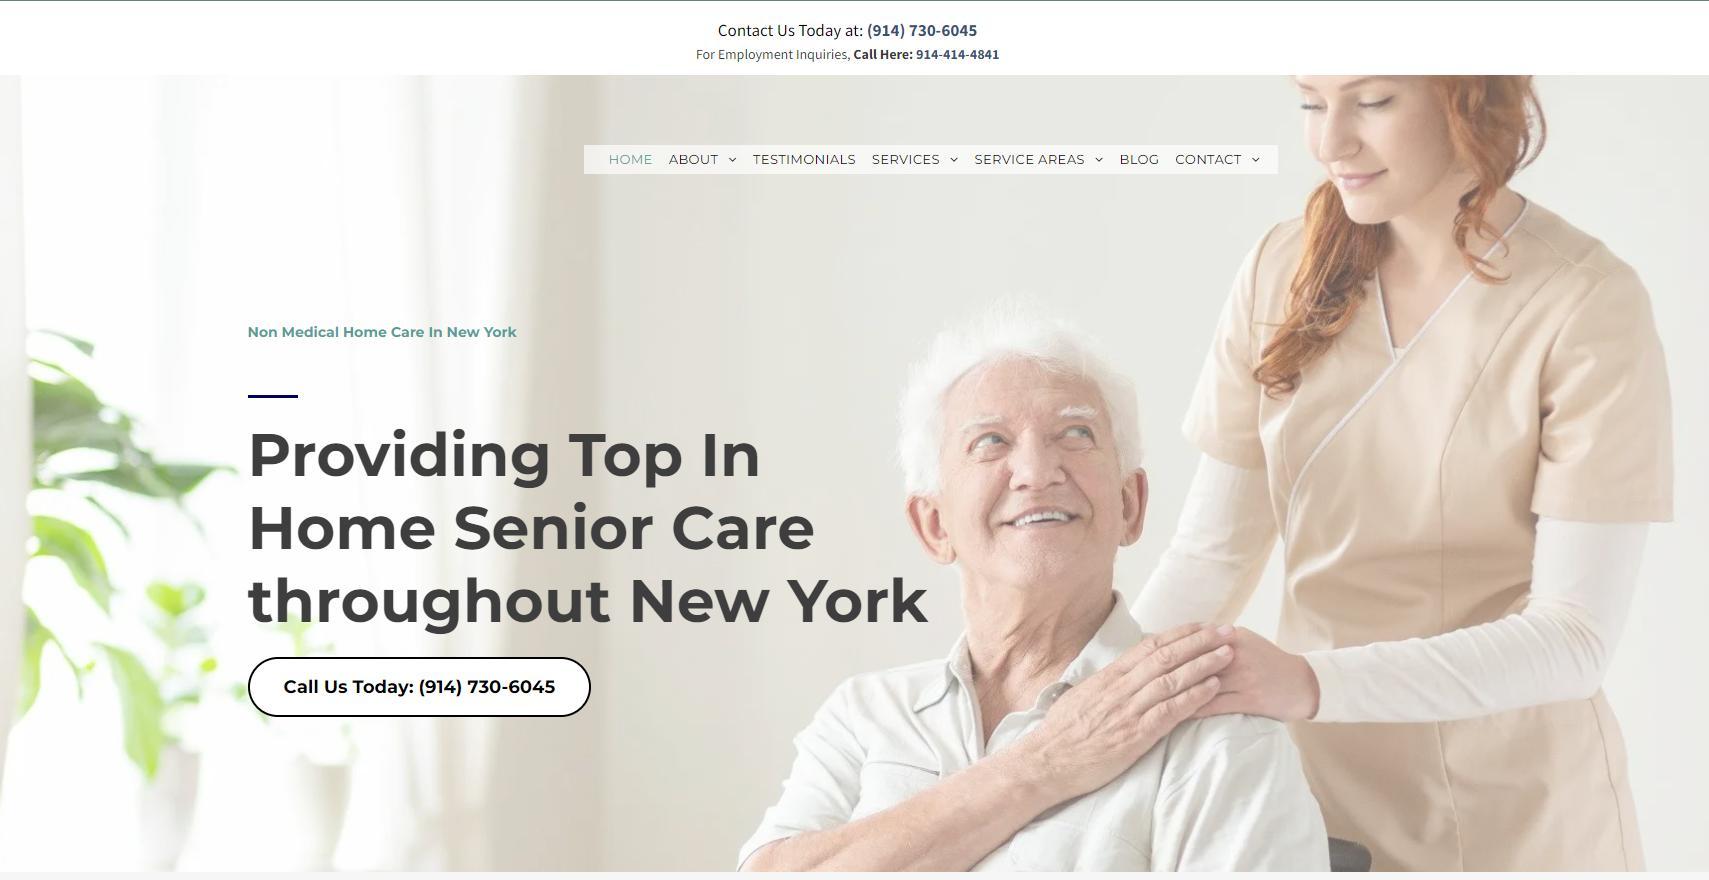 Contact Us Today at: (914) 730-6045
For Employment Inquiries, Call Here: 914-414-4841
HOME ABOUT TESTIMONIALS SERVICES SERVICE AREAS BLOG CONTACT
Non Medical Home Care In New York
Providing Top In
Home Senior Care
throughout New York
Call Us Today: (914) 730-6045